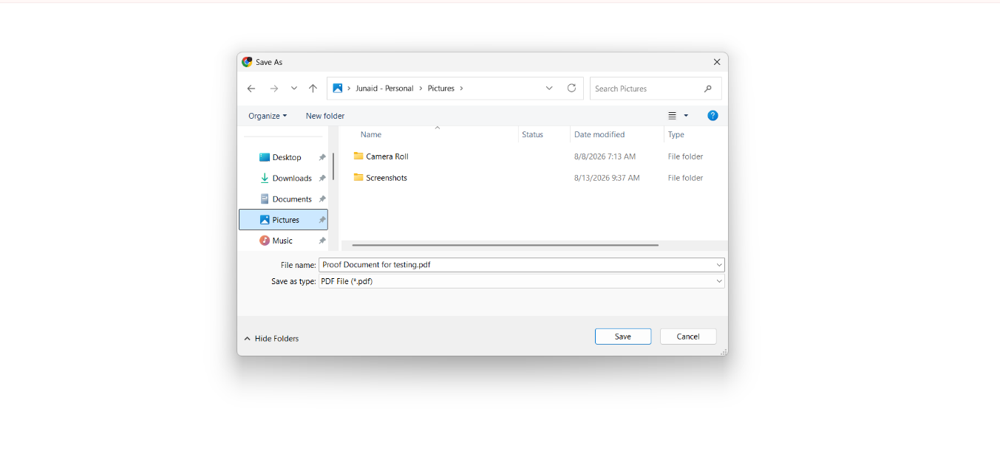 Save As
Junaid - Personal > Pictures >
Search Pictures
Organize
New folder
?
Name
Status
Date modified
Type
Desktop
Downloads
Documents
Pictures
Music
Camera Roll
8/8/2026 7:13 AM
File folder
Screenshots
8/13/2026 9:37 AM
File folder
File name: Proof Document for testing.pdf
Save as type: PDF File (*.pdf)
Hide Folders
Save
Cancel